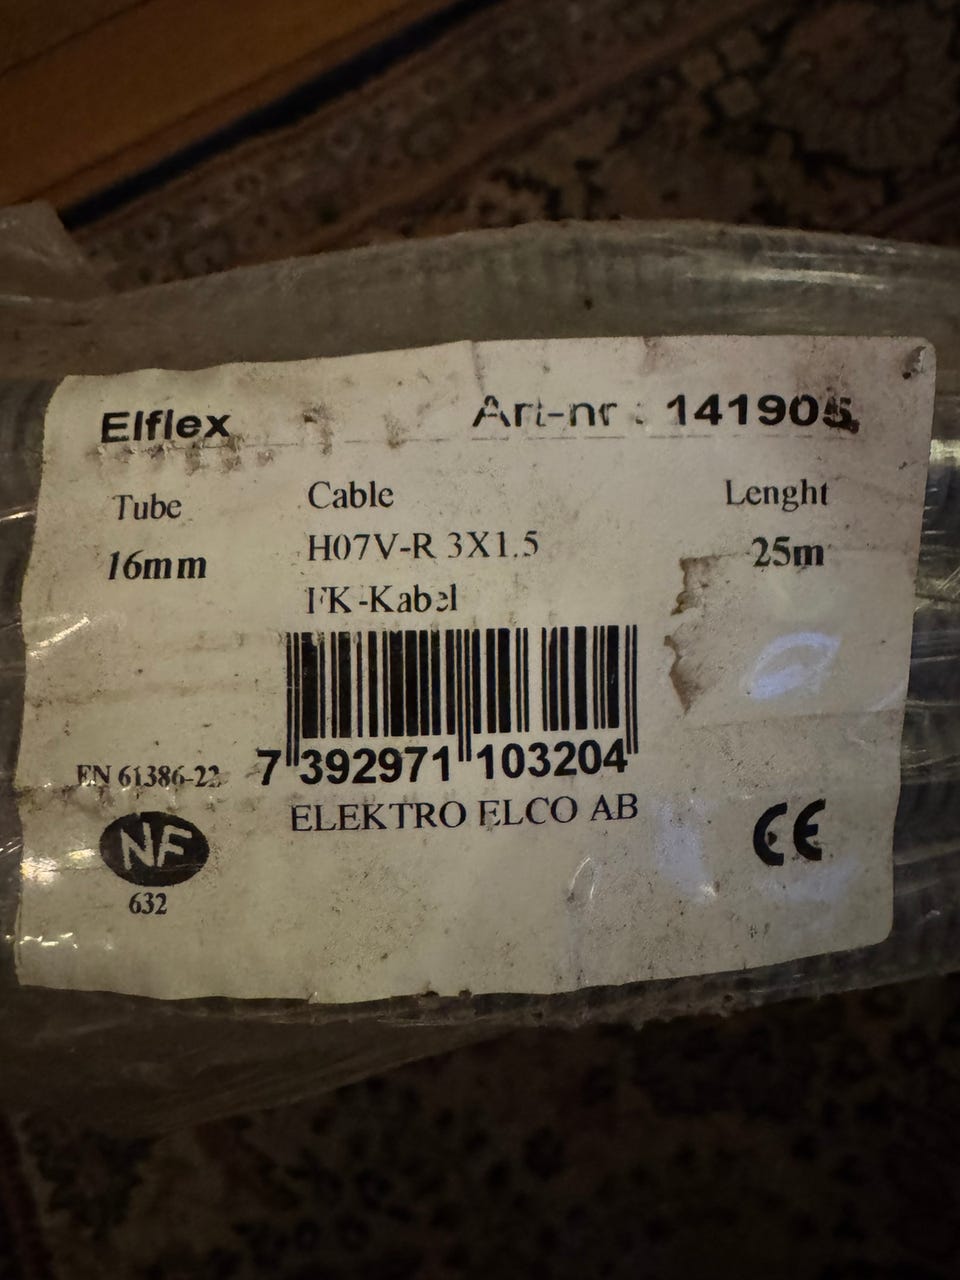 Elflex Art-nr : 141905
Tube Cable Lenght
16mm H07V-R 3X1.5 25m
FK-Kabel
7 392971 103204
EN 61386-22
ELEKTRO ELCO AB
NF CE
632